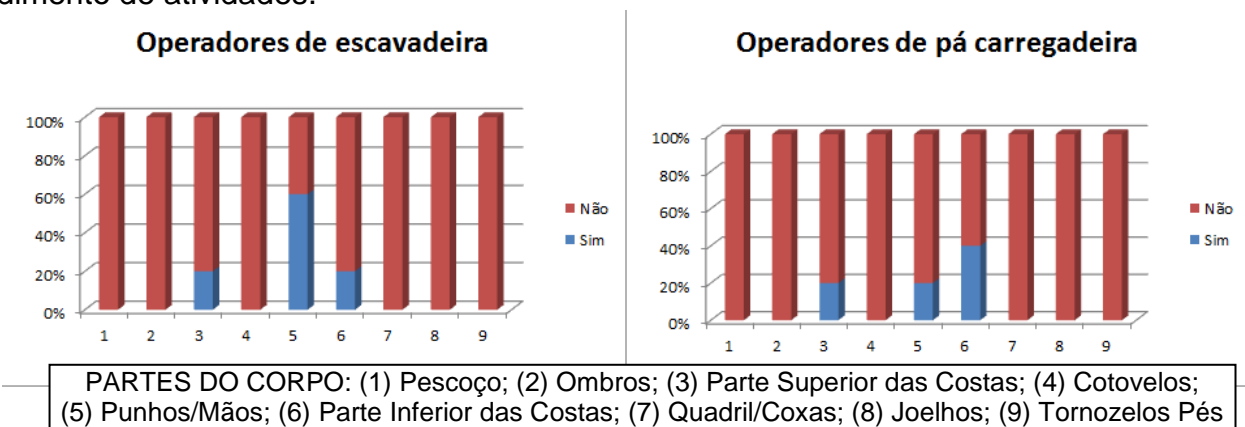 dimento de atividades.
Operadores de escavadeira
100%
80%
60%
40%
20%
0%
1 2 3 4 5 6 7 8 9
Não
Sim
Operadores de pá carregadeira
100%
80%
60%
40%
20%
0%
1 2 3 4 5 6 7 8 9
Não
Sim
PARTES DO CORPO: (1) Pescoço; (2) Ombros; (3) Parte Superior das Costas; (4) Cotovelos;
(5) Punhos/Mãos; (6) Parte Inferior das Costas; (7) Quadril/Coxas; (8) Joelhos; (9) Tornozelos Pés